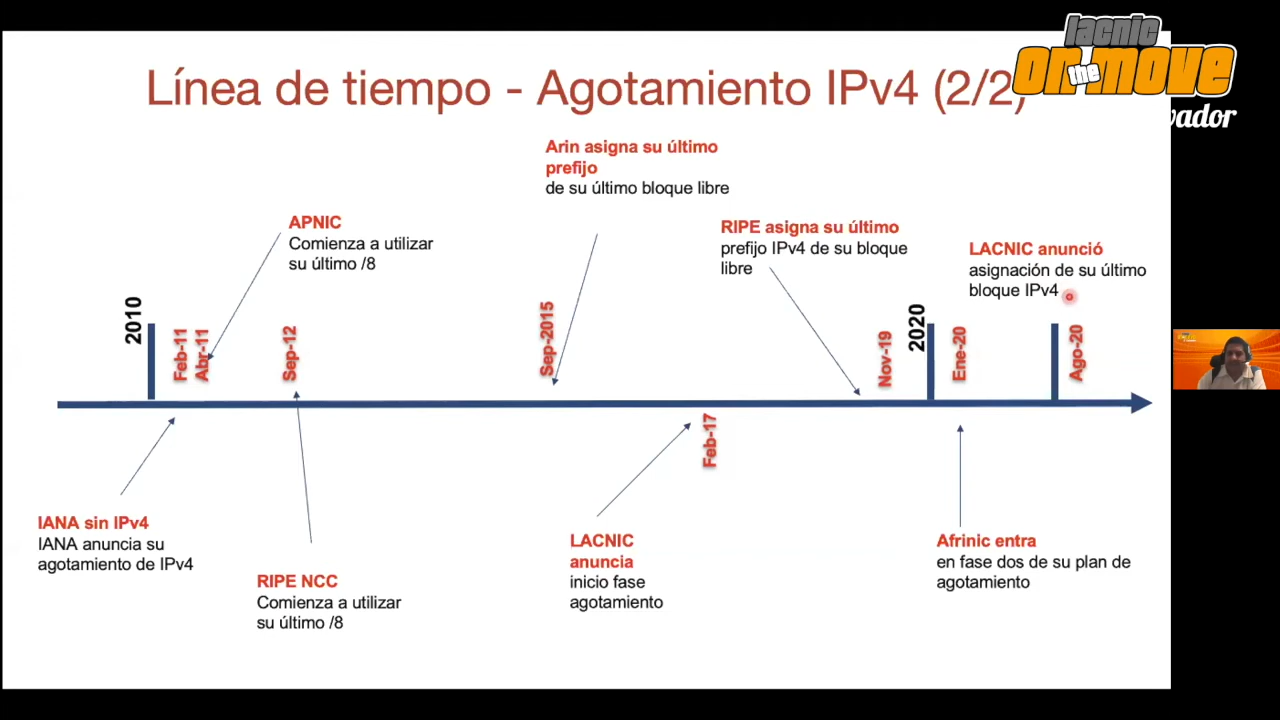 lacnic
on the move
vador
Línea de tiempo - Agotamiento IPv4 (2/2)
Arin asigna su último
prefijo
de su último bloque libre
APNIC
Comienza a utilizar
su último /8
RIPE asigna su último
prefijo IPv4 de su bloque
libre
LACNIC anunció
asignación de su último
bloque IPv4
2010
Feb-11
Abr-11
Sep-12
Sep-2015
Feb-17
Nov-19
2020
Ene-20
Ago-20
IANA sin IPv4
IANA anuncia su
agotamiento de IPv4
RIPE NCC
Comienza a utilizar
su último /8
LACNIC
anuncia
inicio fase
agotamiento
Afrinic entra
en fase dos de su plan de
agotamiento